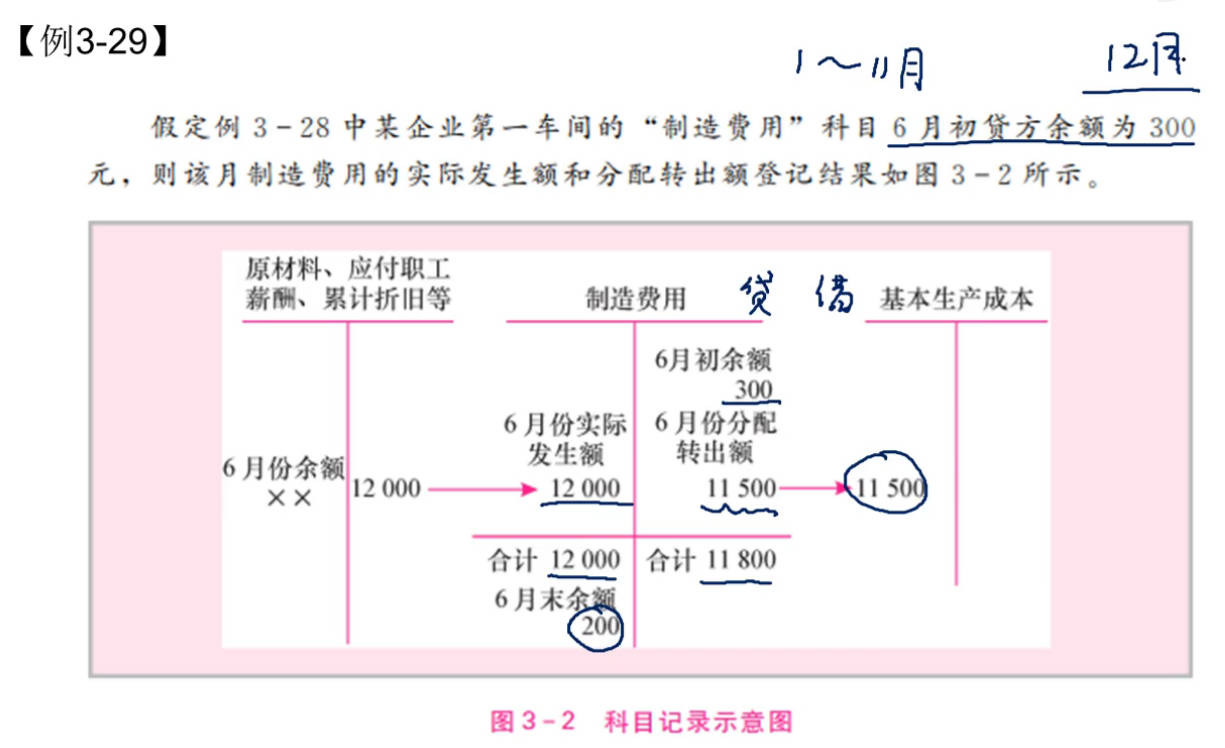 【例3-29】
1～11月 12月
假定例 3-28 中某企业第一车间的“制造费用”科目 6 月初贷方余额为 300
元，则该月制造费用的实际发生额和分配转出额登记结果如图 3-2 所示。
原材料、应付职工
薪酬、累计折旧等
制造费用 贷 借 基本生产成本
6月初余额
300
6月份实际 6月份分配
发生额 转出额
6月份余额
×× 12 000 12 000 11 500 11 500
合计 12 000 合计 11 800
6月末余额
200
图 3-2 科目记录示意图